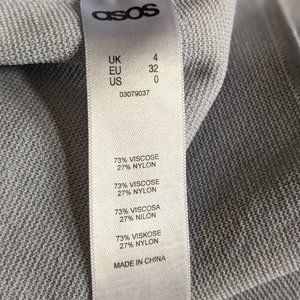 asos
UK 4
EU 32
US 0
03079037
73% VISCOSE
27% NYLON
73% VISCOSE
27% NYLON
73% VISCOSA
27% NILÓN
73% VISKOSE
27% NYLON
MADE IN CHINA